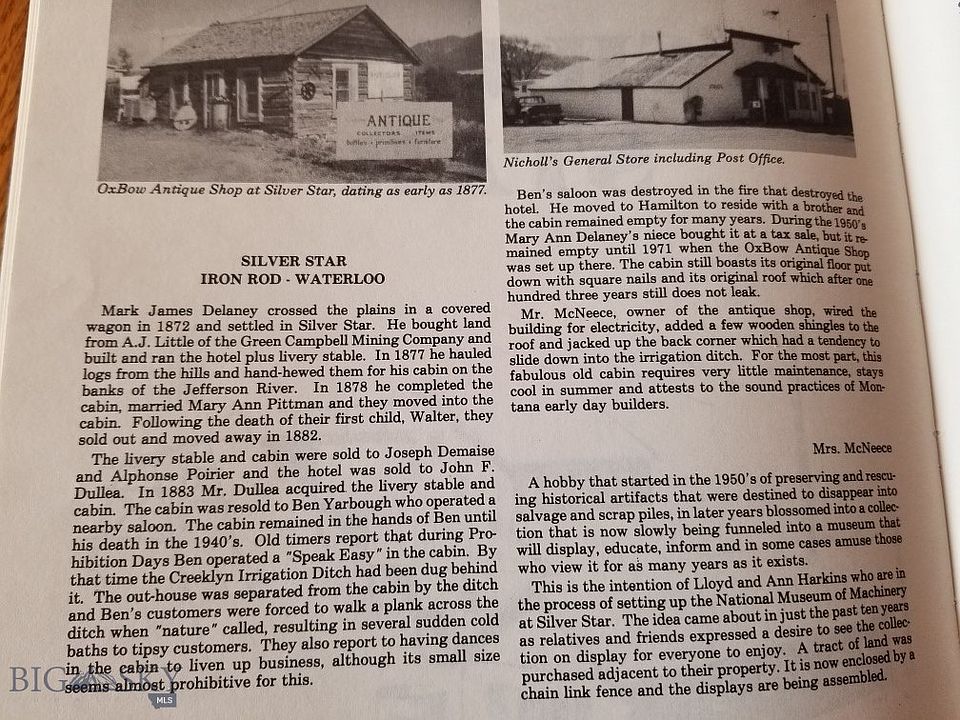 ANTIQUE
COLLECTORS ITEMS
bottles · primitives · furniture
OxBow Antique Shop at Silver Star, dating as early as 1877.
SILVER STAR
IRON ROD - WATERLOO
Mark James Delaney crossed the plains in a covered
wagon in 1872 and settled in Silver Star. He bought land
from A.J. Little of the Green Campbell Mining Company and
built and ran the hotel plus livery stable. In 1877 he hauled
logs from the hills and hand-hewed them for his cabin on the
banks of the Jefferson River. In 1878 he completed the
cabin, married Mary Ann Pittman and they moved into the
cabin. Following the death of their first child, Walter, they
sold out and moved away in 1882.
The livery stable and cabin were sold to Joseph Demaise
and Alphonse Poirier and the hotel was sold to John F.
Dullea. In 1883 Mr. Dullea acquired the livery stable and
cabin. The cabin was resold to Ben Yarbough who operated a
nearby saloon. The cabin remained in the hands of Ben until
his death in the 1940's. Old timers report that during Pro-
hibition Days Ben operated a "Speak Easy" in the cabin. By
that time the Creeklyn Irrigation Ditch had been dug behind
it. The out-house was separated from the cabin by the ditch
and Ben's customers were forced to walk a plank across the
ditch when "nature" called, resulting in several sudden cold
baths to tipsy customers. They also report to having dances
in the cabin to liven up business, although its small size
seems almost prohibitive for this.
Nicholl's General Store including Post Office.
Ben's saloon was destroyed in the fire that destroyed the
hotel. He moved to Hamilton to reside with a brother and
the cabin remained empty for many years. During the 1950's
Mary Ann Delaney's niece bought it at a tax sale, but it re-
mained empty until 1971 when the OxBow Antique Shop
was set up there. The cabin still boasts its original floor put
down with square nails and its original roof which after one
hundred three years still does not leak.
Mr. McNeece, owner of the antique shop, wired the
building for electricity, added a few wooden shingles to the
roof and jacked up the back corner which had a tendency to
slide down into the irrigation ditch. For the most part, this
fabulous old cabin requires very little maintenance, stays
cool in summer and attests to the sound practices of Mon-
tana early day builders.
Mrs. McNeece
A hobby that started in the 1950's of preserving and rescu-
ing historical artifacts that were destined to disappear into
salvage and scrap piles, in later years blossomed into a collec-
tion that is now slowly being funneled into a museum that
will display, educate, inform and in some cases amuse those
who view it for as many years as it exists.
This is the intention of Lloyd and Ann Harkins who are in
the process of setting up the National Museum of Machinery
at Silver Star. The idea came about in just the past ten years
as relatives and friends expressed a desire to see the collec-
tion on display for everyone to enjoy. A tract of land was
purchased adjacent to their property. It is now enclosed by a
chain link fence and the displays are being assembled.
BIG SKY
MLS